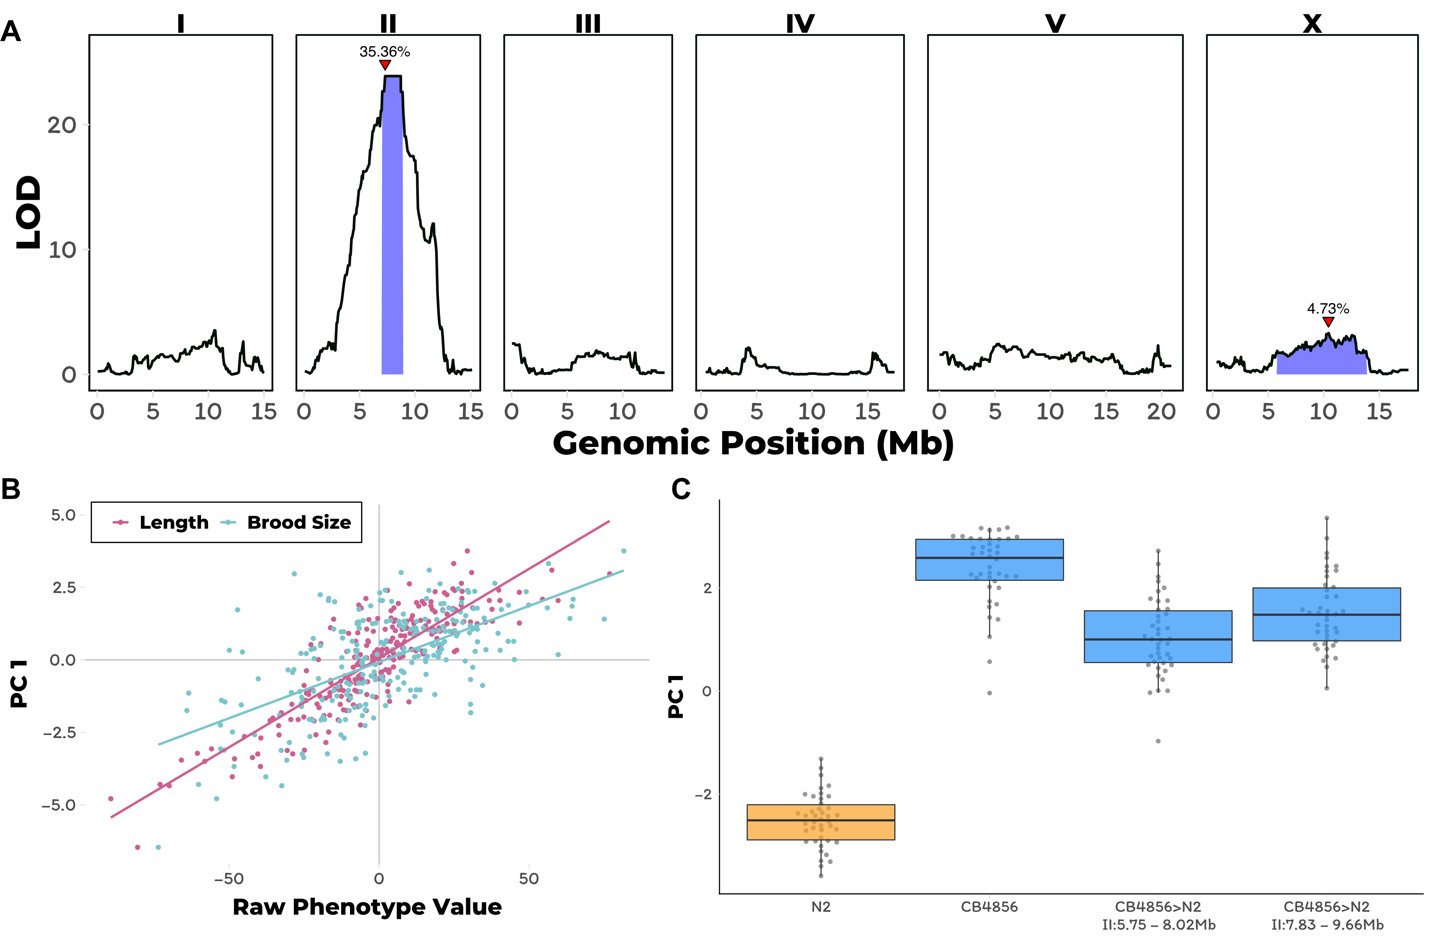 A
I II III IV V X
35.36%
4.73%
20
10
0
LOD
0 5 10 15 0 5 10 15 0 5 10 0 5 10 15 0 5 10 15 20 0 5 10 15
Genomic Position (Mb)
B
Length Brood Size
5.0
2.5
0.0
−2.5
−5.0
PC 1
−50 0 50
Raw Phenotype Value
C
2
0
−2
PC 1
N2 CB4856 CB4856>N2 CB4856>N2
II:5.75 – 8.02Mb II:7.83 – 9.66Mb